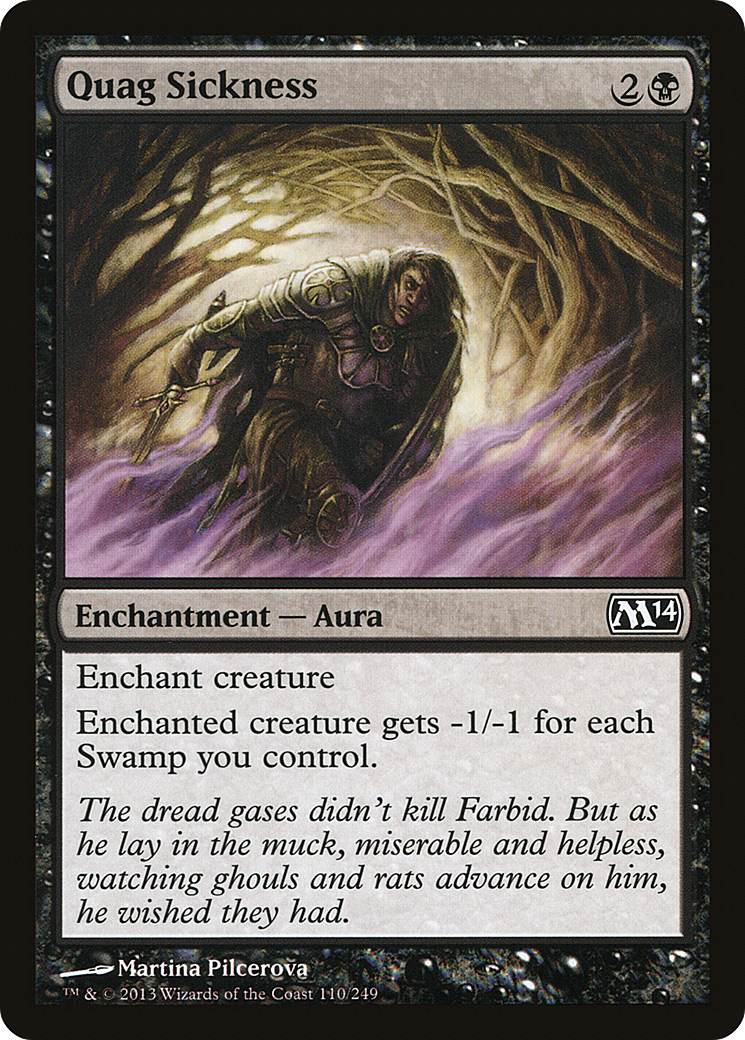 Quag Sickness 2
Enchantment — Aura M14
Enchant creature
Enchanted creature gets -1/-1 for each
Swamp you control.
The dread gases didn't kill Farbid. But as
he lay in the muck, miserable and helpless,
watching ghouls and rats advance on him,
he wished they had.
Martina Pilcerova
™ & © 2013 Wizards of the Coast 110/249